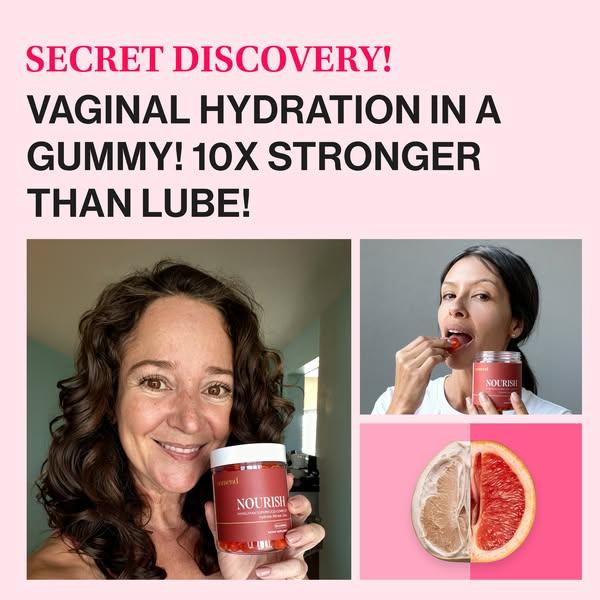 SECRET DISCOVERY!
VAGINAL HYDRATION IN A
GUMMY! 10X STRONGER
THAN LUBE!
NOURISH
NOURISH